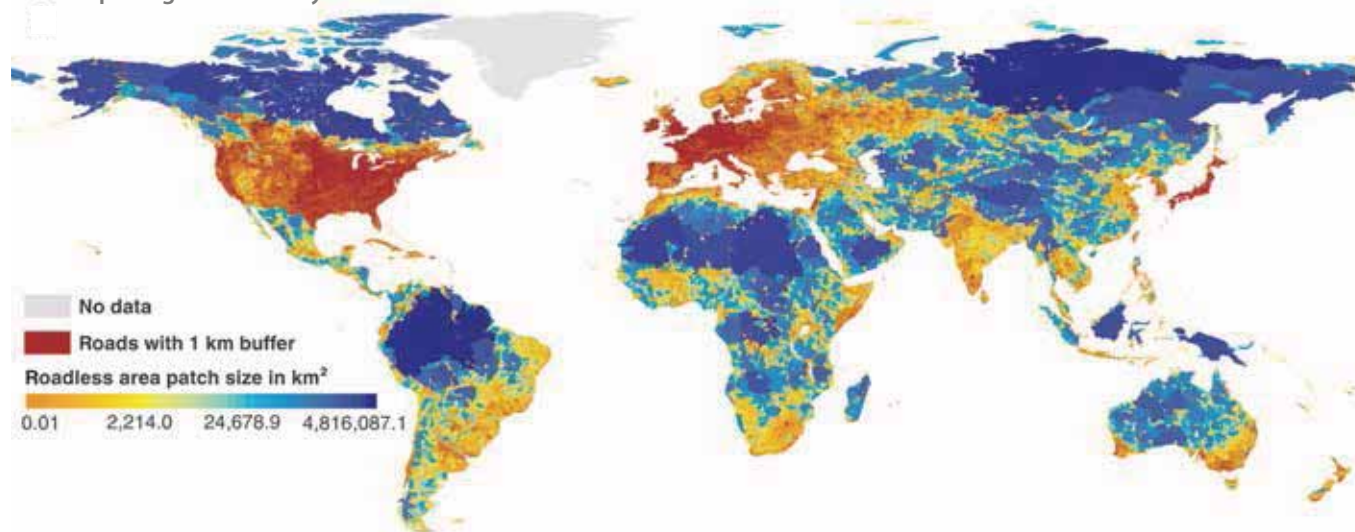 No data
Roads with 1 km buffer
Roadless area patch size in km²
0.01 2,214.0 24,678.9 4,816,087.1